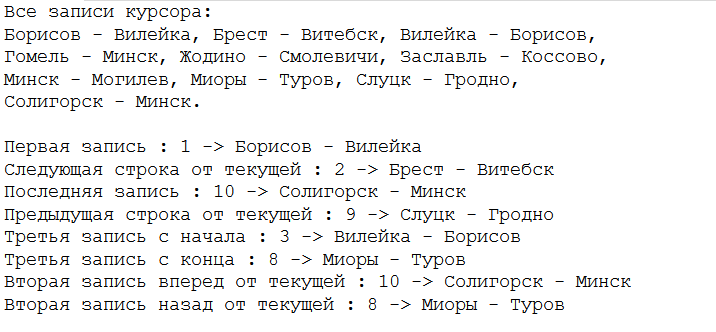 Все записи курсора:
Борисов - Вилейка, Брест - Витебск, Вилейка - Борисов,
Гомель - Минск, Жодино - Смолевичи, Заславль - Коссово,
Минск - Могилев, Миоры - Туров, Слуцк - Гродно,
Солигорск - Минск.
Первая запись : 1 -> Борисов - Вилейка
Следующая строка от текущей : 2 -> Брест - Витебск
Последняя запись : 10 -> Солигорск - Минск
Предыдущая строка от текущей : 9 -> Слуцк - Гродно
Третья запись с начала : 3 -> Вилейка - Борисов
Третья запись с конца : 8 -> Миоры - Туров
Вторая запись вперед от текущей : 10 -> Солигорск - Минск
Вторая запись назад от текущей : 8 -> Миоры - Туров